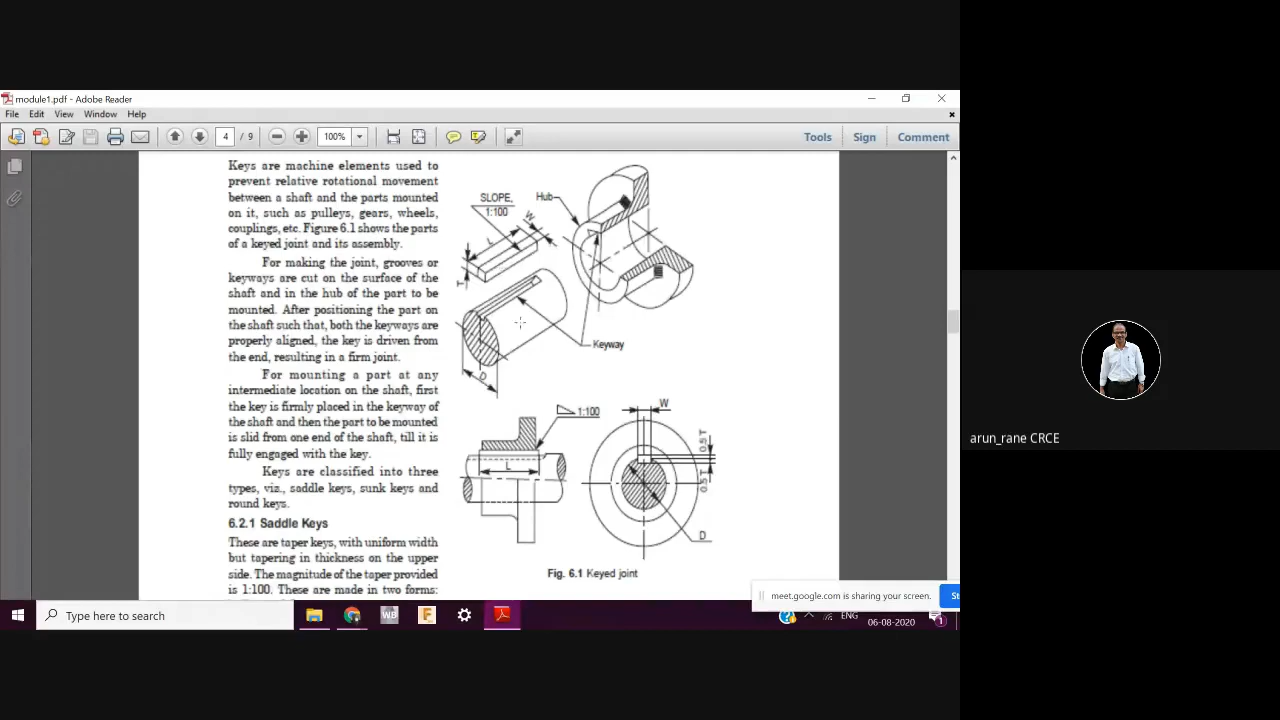 module1.pdf - Adobe Reader
File Edit View Window Help
4 / 9 100% Tools Sign Comment
Keys are machine elements used to
prevent relative rotational movement
between a shaft and the parts mounted
on it, such as pulleys, gears, wheels,
couplings, etc. Figure 6.1 shows the parts
of a keyed joint and its assembly.
For making the joint, grooves or
keyways are cut on the surface of the
shaft and in the hub of the part to be
mounted. After positioning the part on
the shaft such that, both the keyways are
properly aligned, the key is driven from
the end, resulting in a firm joint.
For mounting a part at any
intermediate location on the shaft, first
the key is firmly placed in the keyway of
the shaft and then the part to be mounted
is slid from one end of the shaft, till it is
fully engaged with the key.
Keys are classified into three
types, viz., saddle keys, sunk keys and
round keys.
6.2.1 Saddle Keys
These are taper keys, with uniform width
but tapering in thickness on the upper
side. The magnitude of the taper provided
is 1:100. These are made in two forms:
SLOPE,
1:100
Hub
W
L
T
D
Keyway
1:100
L
W
0.5 T
0.5 T
D
Fig. 6.1 Keyed joint
meet.google.com is sharing your screen.
St
Type here to search
WB
F
ENG
06-08-2020
1
arun_rane CRCE